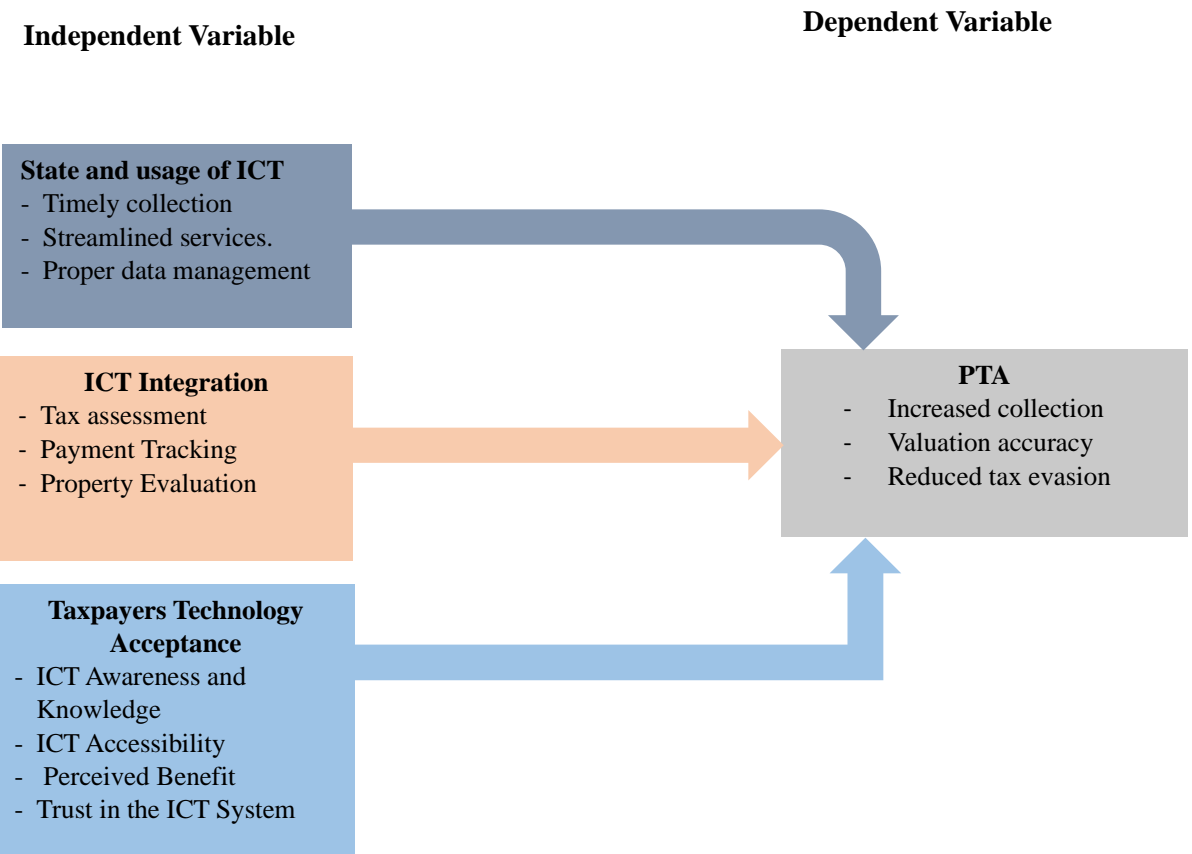 Independent Variable
Dependent Variable
State and usage of ICT
- Timely collection
- Streamlined services.
- Proper data management
ICT Integration
- Tax assessment
- Payment Tracking
- Property Evaluation
Taxpayers Technology
Acceptance
- ICT Awareness and
Knowledge
- ICT Accessibility
- Perceived Benefit
- Trust in the ICT System
PTA
- Increased collection
- Valuation accuracy
- Reduced tax evasion